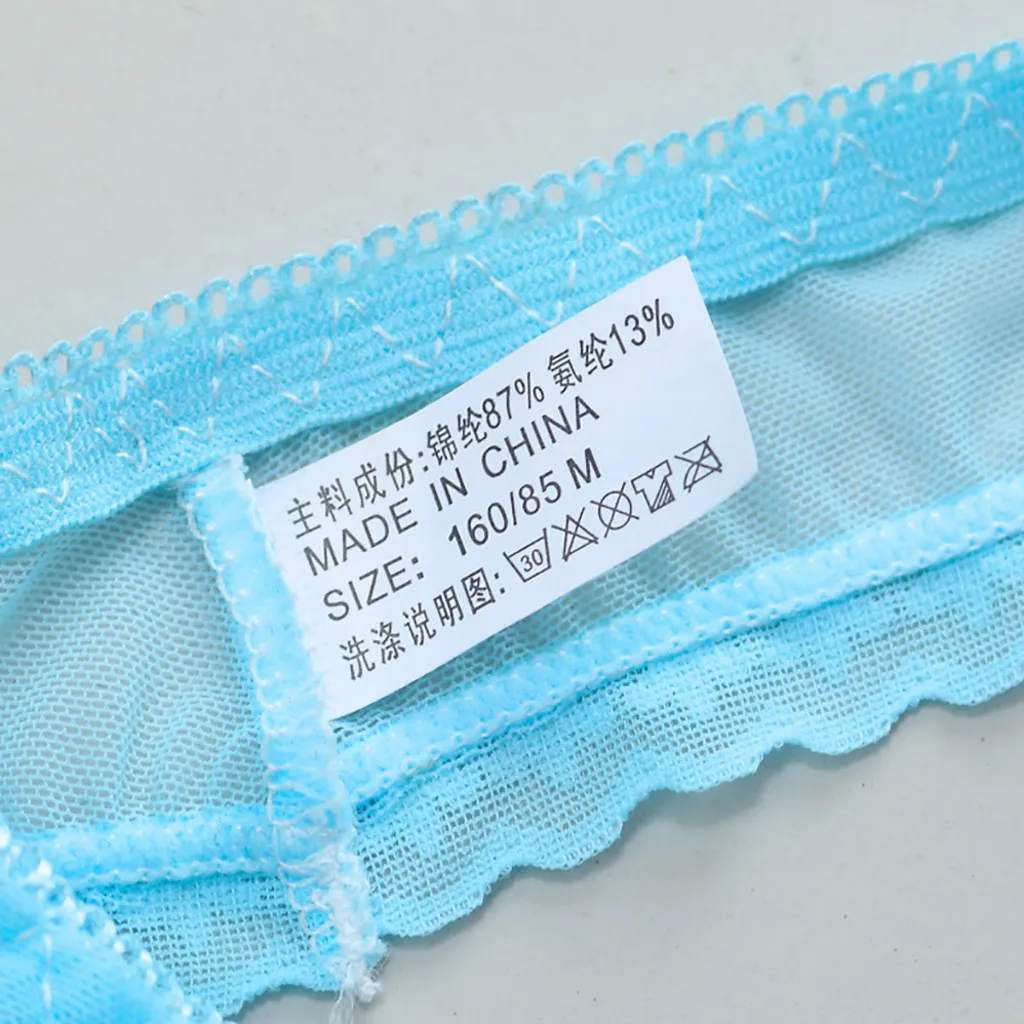 主料成份:锦纶87% 氨纶13%
MADE IN CHINA
SIZE: 160/85 M
洗涤说明图: 30